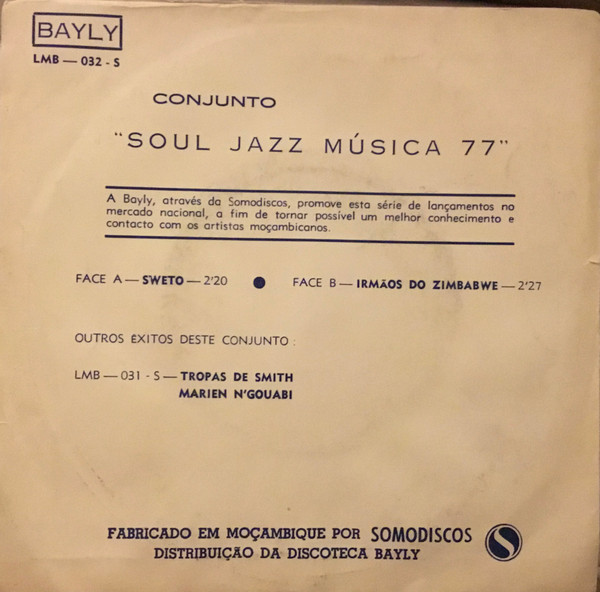 BAYLY
LMB — 032 - S
CONJUNTO
"SOUL JAZZ MÚSICA 77"
A Bayly, através da Somodiscos, promove esta série de lançamentos no
mercado nacional, a fim de tornar possível um melhor conhecimento e
contacto com os artistas moçambicanos.
FACE A — SWETO — 2'20 ● FACE B — IRMÃOS DO ZIMBABWE — 2'27
OUTROS ÊXITOS DESTE CONJUNTO :
LMB — 031 - S — TROPAS DE SMITH
MARIEN N'GOUABI
FABRICADO EM MOÇAMBIQUE POR SOMODISCOS
DISTRIBUIÇÃO DA DISCOTECA BAYLY